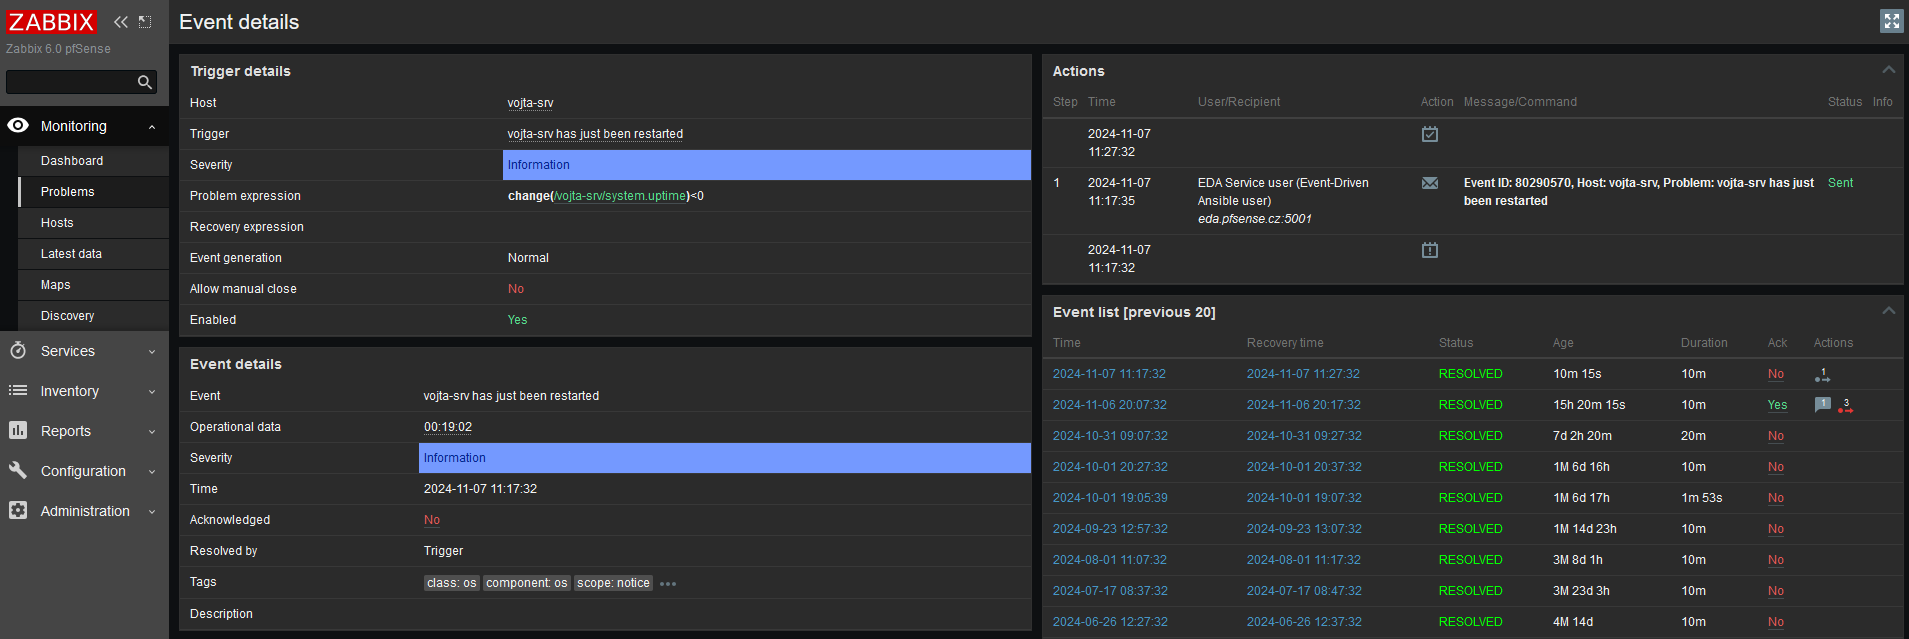 ZABBIX
Zabbix 6.0 pfSense
Monitoring
Dashboard
Problems
Hosts
Latest data
Maps
Discovery
Services
Inventory
Reports
Configuration
Administration
Event details
Trigger details
Host vojta-srv
Trigger vojta-srv has just been restarted
Severity Information
Problem expression change(/vojta-srv/system.uptime)<0
Recovery expression
Event generation Normal
Allow manual close No
Enabled Yes
Event details
Event vojta-srv has just been restarted
Operational data 00:19:02
Severity Information
Time 2024-11-07 11:17:32
Acknowledged No
Resolved by Trigger
Tags class: os component: os scope: notice •••
Description
Actions
Step Time User/Recipient Action Message/Command Status Info
2024-11-07
11:27:32
1 2024-11-07 EDA Service user (Event-Driven Event ID: 80290570, Host: vojta-srv, Problem: vojta-srv has just Sent
11:17:35 Ansible user) been restarted
eda.pfsense.cz:5001
2024-11-07
11:17:32
Event list [previous 20]
Time Recovery time Status Age Duration Ack Actions
2024-11-07 11:17:32 2024-11-07 11:27:32 RESOLVED 10m 15s 10m No 1
2024-11-06 20:07:32 2024-11-06 20:17:32 RESOLVED 15h 20m 15s 10m Yes 1 3
2024-10-31 09:07:32 2024-10-31 09:27:32 RESOLVED 7d 2h 20m 20m No
2024-10-01 20:27:32 2024-10-01 20:37:32 RESOLVED 1M 6d 16h 10m No
2024-10-01 19:05:39 2024-10-01 19:07:32 RESOLVED 1M 6d 17h 1m 53s No
2024-09-23 12:57:32 2024-09-23 13:07:32 RESOLVED 1M 14d 23h 10m No
2024-08-01 11:07:32 2024-08-01 11:17:32 RESOLVED 3M 8d 1h 10m No
2024-07-17 08:37:32 2024-07-17 08:47:32 RESOLVED 3M 23d 3h 10m No
2024-06-26 12:27:32 2024-06-26 12:37:32 RESOLVED 4M 14d 10m No